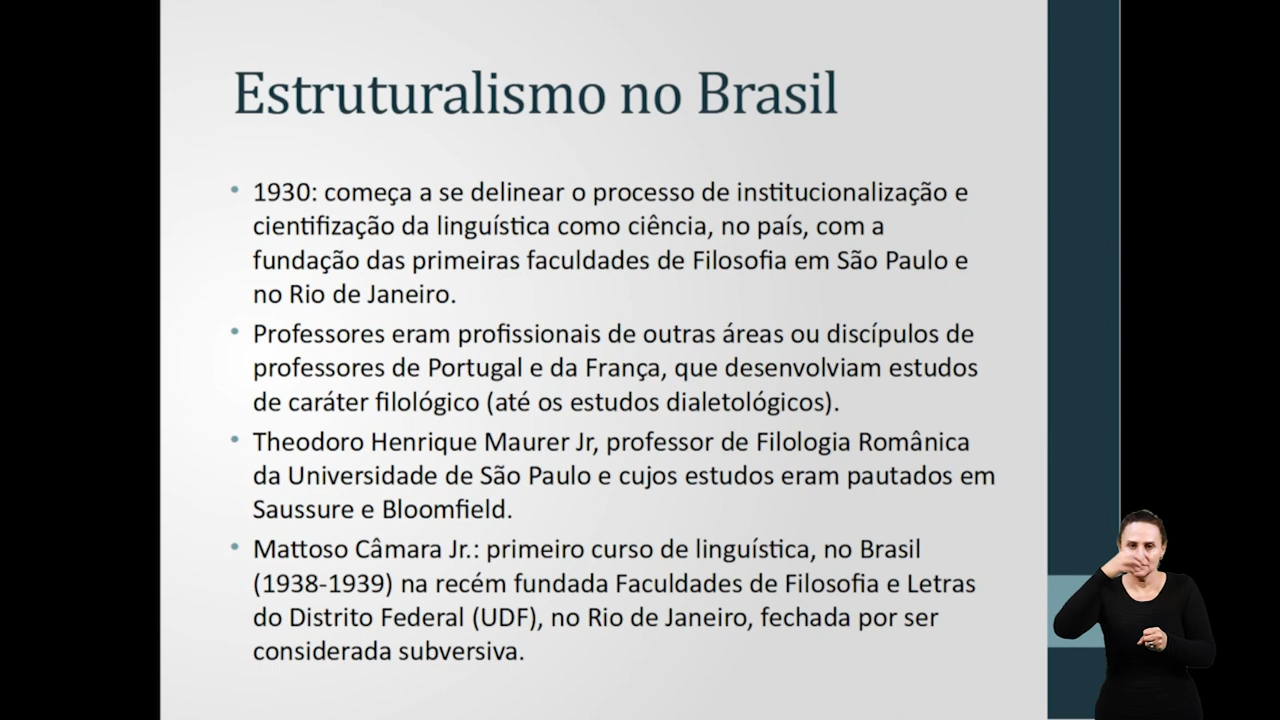 Estruturalismo no Brasil
• 1930: começa a se delinear o processo de institucionalização e
cientifização da linguística como ciência, no país, com a
fundação das primeiras faculdades de Filosofia em São Paulo e
no Rio de Janeiro.
• Professores eram profissionais de outras áreas ou discípulos de
professores de Portugal e da França, que desenvolviam estudos
de caráter filológico (até os estudos dialetológicos).
• Theodoro Henrique Maurer Jr, professor de Filologia Românica
da Universidade de São Paulo e cujos estudos eram pautados em
Saussure e Bloomfield.
• Mattoso Câmara Jr.: primeiro curso de linguística, no Brasil
(1938-1939) na recém fundada Faculdades de Filosofia e Letras
do Distrito Federal (UDF), no Rio de Janeiro, fechada por ser
considerada subversiva.